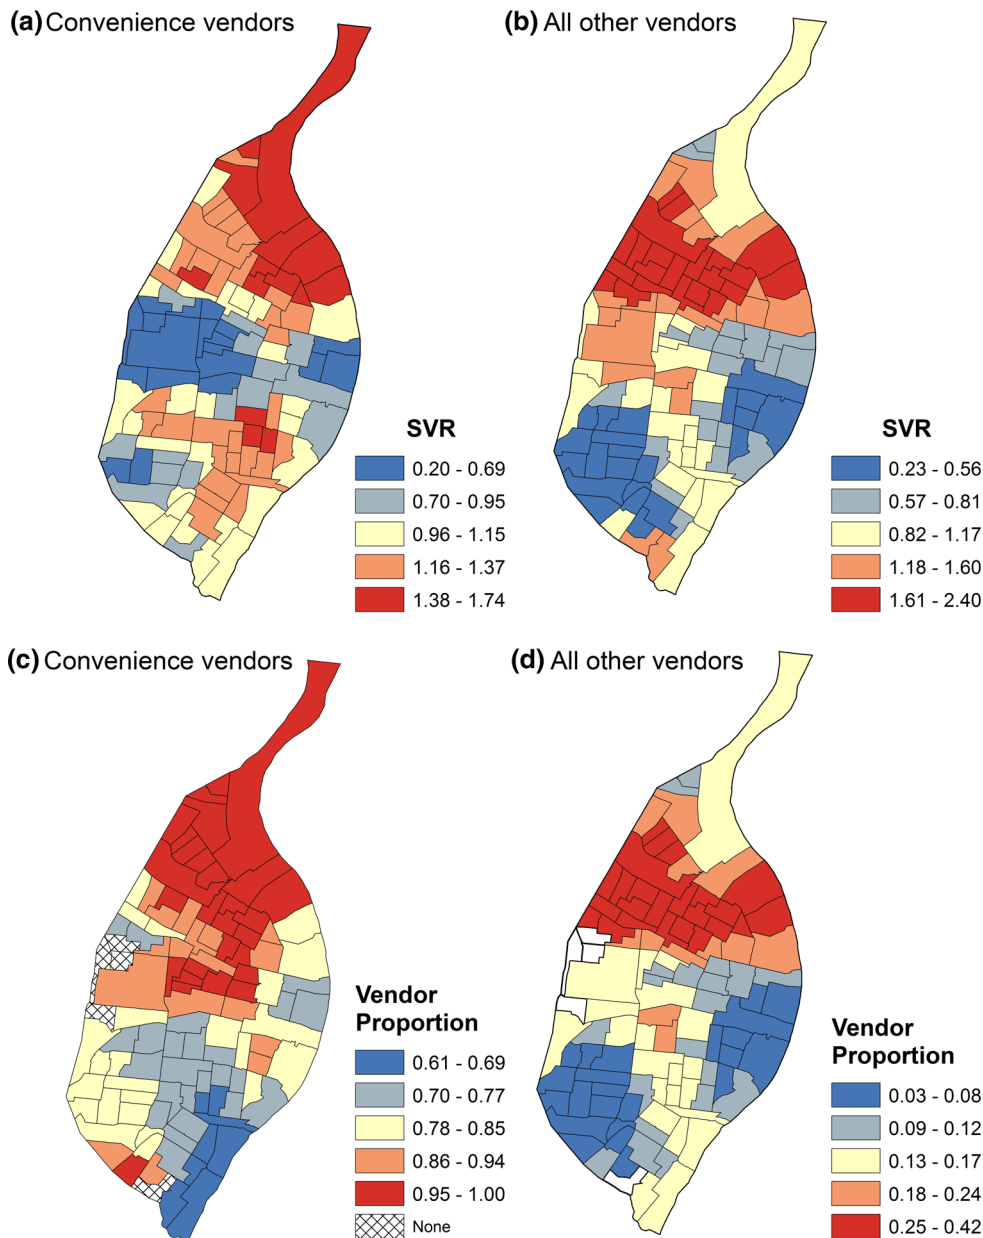 (a) Convenience vendors
(b) All other vendors
SVR
0.20 - 0.69
0.70 - 0.95
0.96 - 1.15
1.16 - 1.37
1.38 - 1.74
SVR
0.23 - 0.56
0.57 - 0.81
0.82 - 1.17
1.18 - 1.60
1.61 - 2.40
(c) Convenience vendors
(d) All other vendors
Vendor
Proportion
0.61 - 0.69
0.70 - 0.77
0.78 - 0.85
0.86 - 0.94
0.95 - 1.00
None
Vendor
Proportion
0.03 - 0.08
0.09 - 0.12
0.13 - 0.17
0.18 - 0.24
0.25 - 0.42